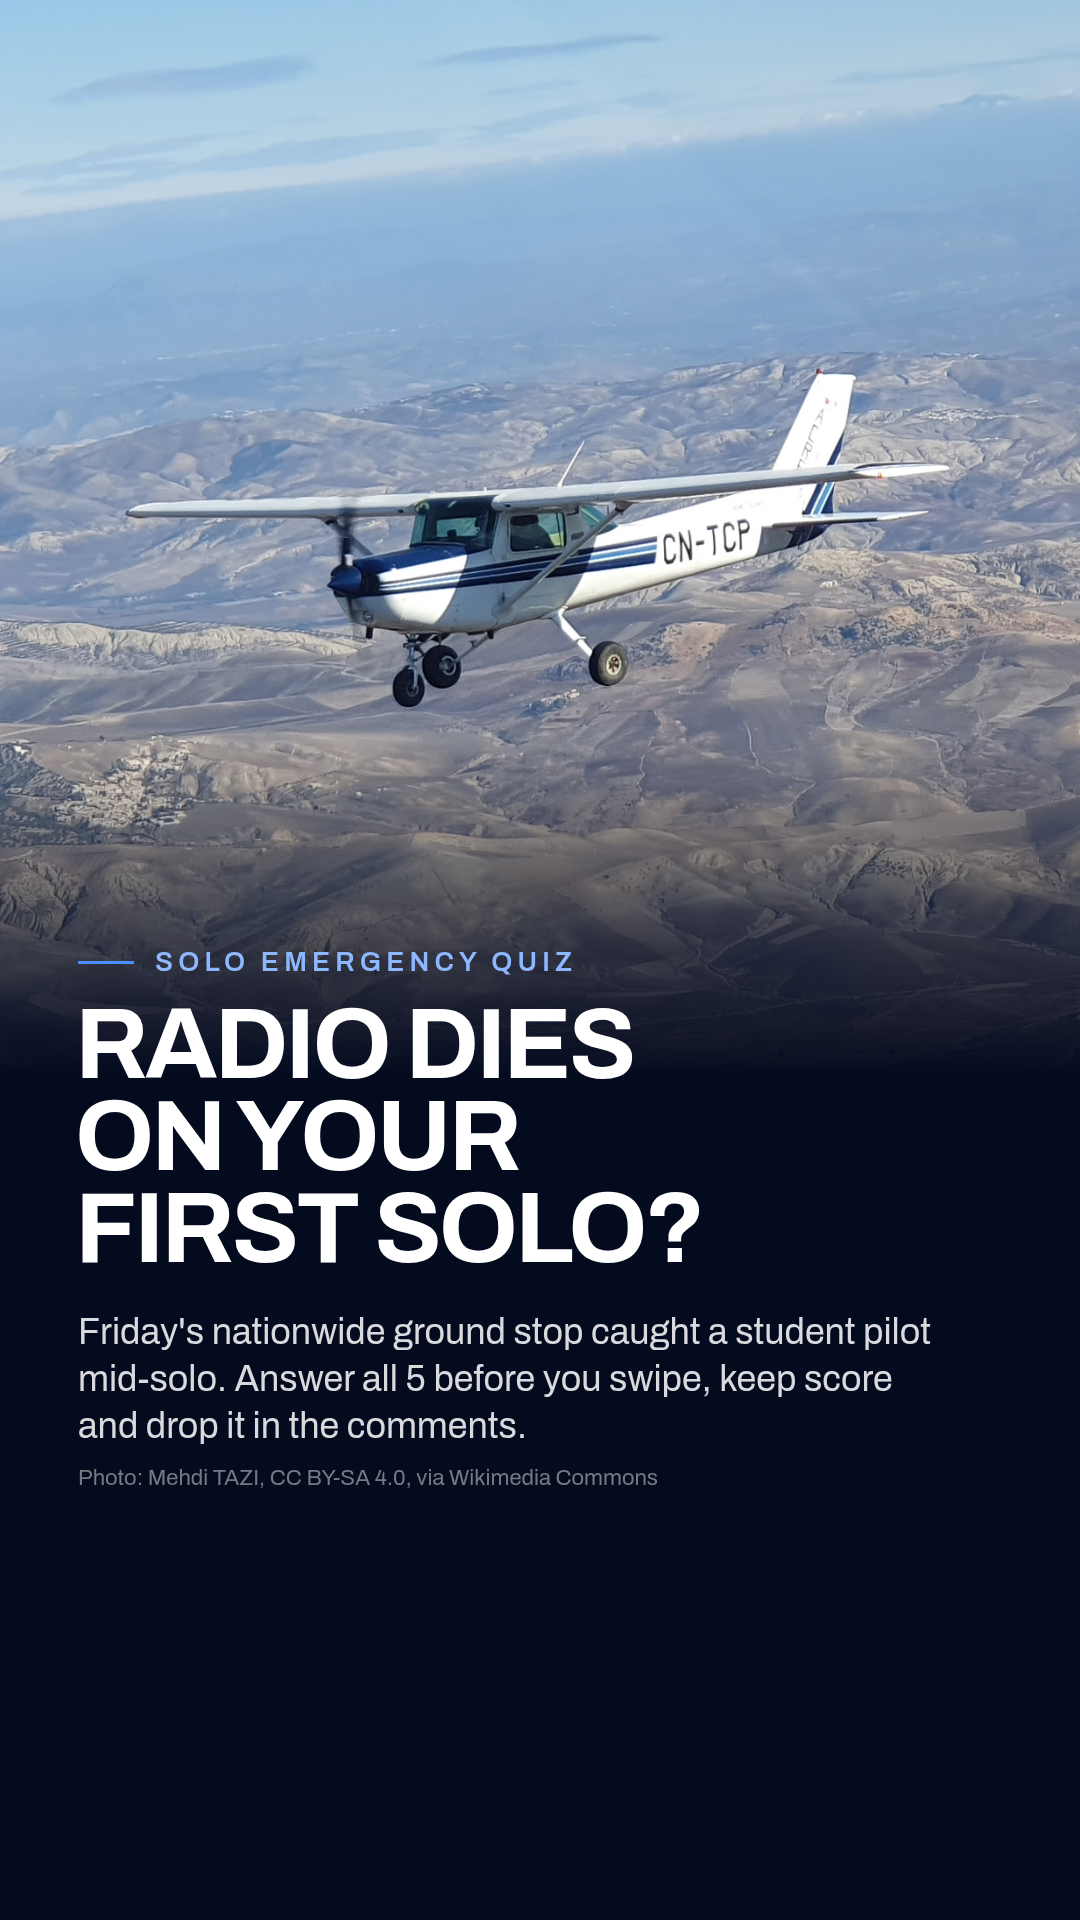 CN-TCP
SOLO EMERGENCY QUIZ
RADIO DIES
ON YOUR
FIRST SOLO?
Friday's nationwide ground stop caught a student pilot
mid-solo. Answer all 5 before you swipe, keep score
and drop it in the comments.
Photo: Mehdi TAZI, CC BY-SA 4.0, via Wikimedia Commons